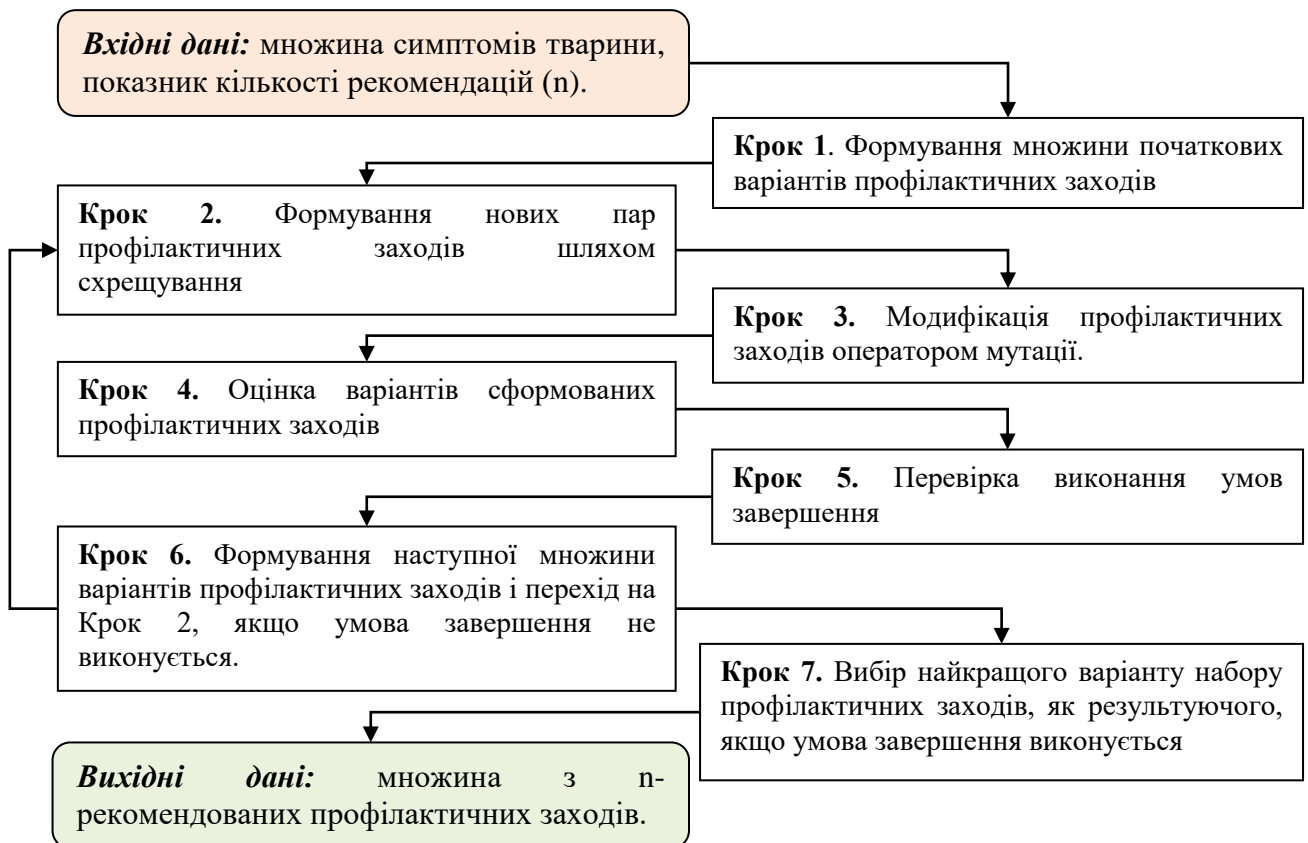 Вхідні дані: множина симптомів тварини,
показник кількості рекомендацій (n).
Крок 1. Формування множини початкових
варіантів профілактичних заходів
Крок 2. Формування нових пар
профілактичних заходів шляхом
схрещування
Крок 3. Модифікація профілактичних
заходів оператором мутації.
Крок 4. Оцінка варіантів сформованих
профілактичних заходів
Крок 5. Перевірка виконання умов
завершення
Крок 6. Формування наступної множини
варіантів профілактичних заходів і перехід на
Крок 2, якщо умова завершення не
виконується.
Крок 7. Вибір найкращого варіанту набору
профілактичних заходів, як результуючого,
якщо умова завершення виконується
Вихідні дані: множина з n-
рекомендованих профілактичних заходів.